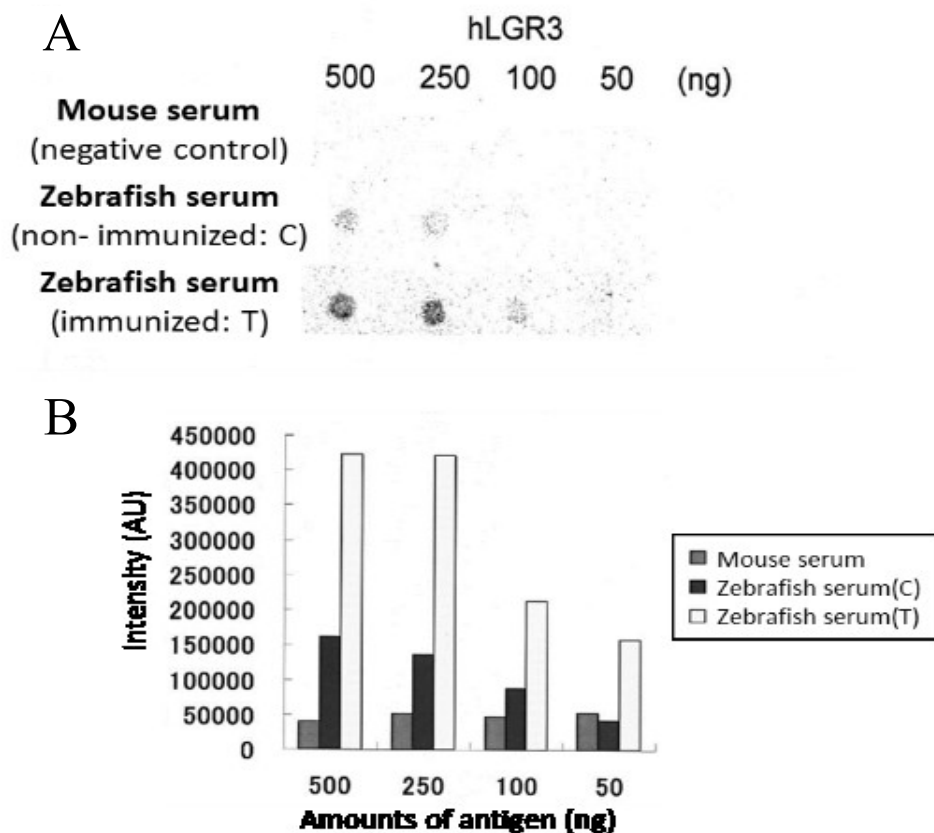 A
hLGR3
500 250 100 50 (ng)
Mouse serum
(negative control)
Zebrafish serum
(non- immunized: C)
Zebrafish serum
(immunized: T)
B
450000
400000
350000
300000
250000
200000
150000
100000
50000
0
Intensity (AU)
500 250 100 50
Amounts of antigen (ng)
Mouse serum
Zebrafish serum(C)
Zebrafish serum(T)